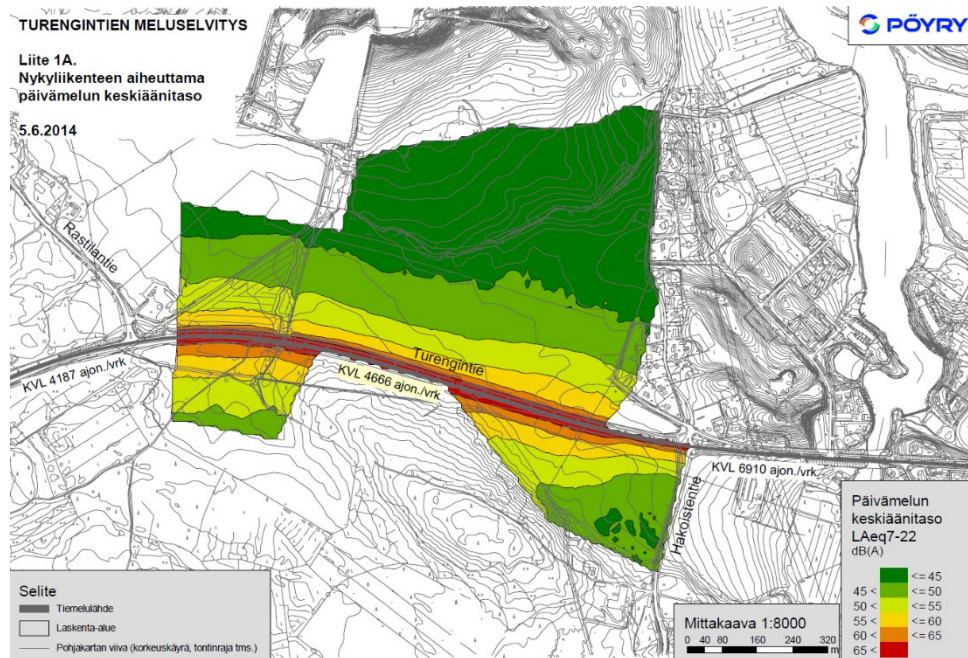 TURENGINTIEN MELUSELVITYS
Liite 1A.
Nykyliikenteen aiheuttama
päivämelun keskiäänitaso
5.6.2014
PÖYRY
Rastilantie
Turengintie
KVL 4187 ajon./vrk
KVL 4666 ajon./vrk
KVL 6910 ajon./vrk
Hakoistentie
Selite
Tiemelulähde
Laskenta-alue
Pohjakartan viiva (korkeuskäyrä, tontinraja tms.)
Mittakaava 1:8000
0 40 80 160 240 320
m
Päivämelun
keskiäänitaso
LAeq7-22
dB(A)
<= 45
45 < <= 50
50 < <= 55
55 < <= 60
60 < <= 65
65 <